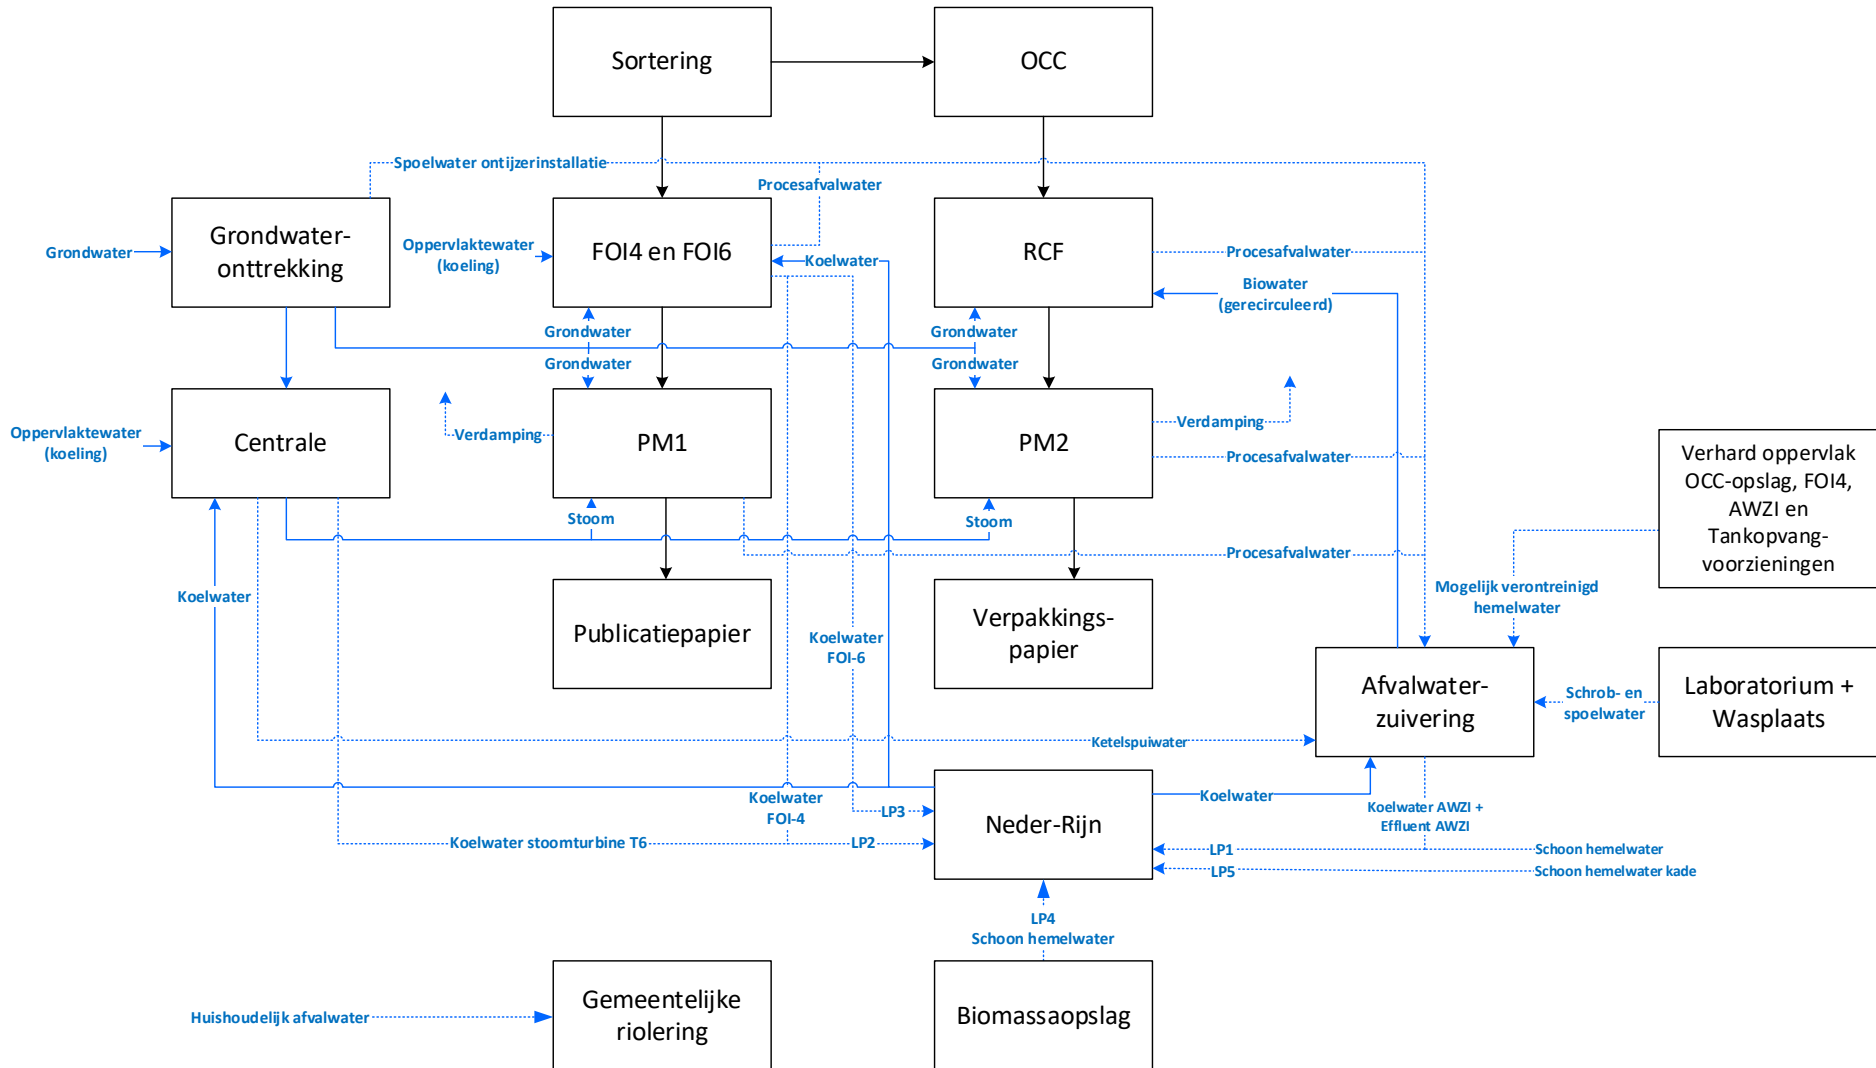 Sortering
OCC
Spoelwater ontijzerinstallatie
Procesafvalwater
Grondwater-
onttrekking
Grondwater
Oppervlaktewater
(koeling)
FOI4 en FOI6
Koelwater
RCF
Procesafvalwater
Biowater
(gerecirculeerd)
Grondwater
Grondwater
Grondwater
Grondwater
Oppervlaktewater
(koeling)
Centrale
Verdamping
PM1
PM2
Verdamping
Procesafvalwater
Verhard oppervlak
OCC-opslag, FOI4,
AWZI en
Tankopvang-
voorzieningen
Stoom
Stoom
Procesafvalwater
Koelwater
Mogelijk verontreinigd
hemelwater
Publicatiepapier
Koelwater
FOI-6
Verpakkings-
papier
Afvalwater-
zuivering
Schrob- en
spoelwater
Laboratorium +
Wasplaats
Ketelspuiwater
Koelwater
FOI-4
LP3
Neder-Rijn
Koelwater
Koelwater AWZI +
Effluent AWZI
Koelwater stoomturbine T6
LP2
LP1
Schoon hemelwater
LP5
Schoon hemelwater kade
LP4
Schoon hemelwater
Huishoudelijk afvalwater
Gemeentelijke
riolering
Biomassaopslag